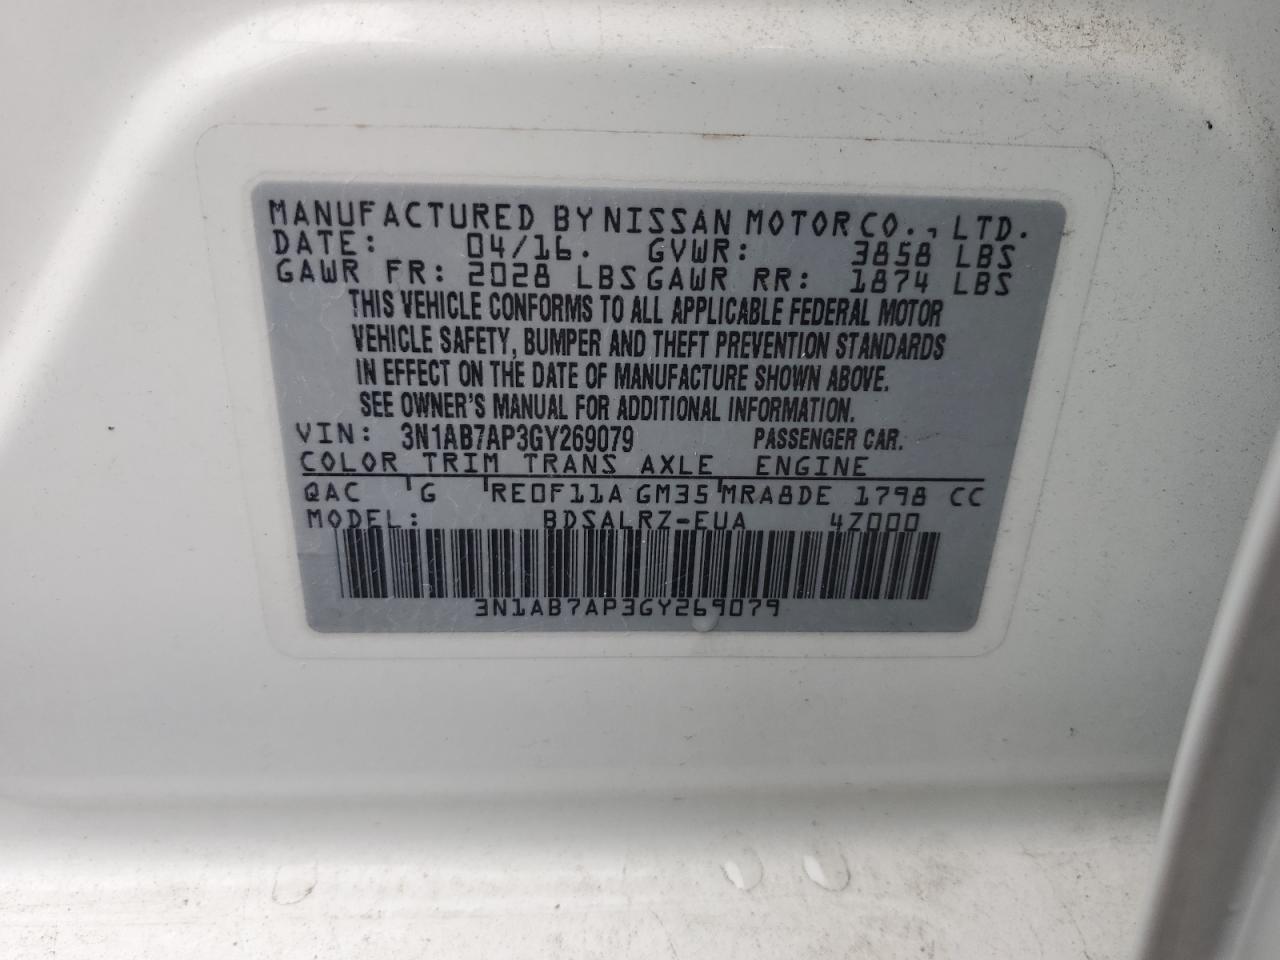 MANUFACTURED BY NISSAN MOTOR CO., LTD.
DATE: 04/16. GVWR: 3858 LBS
GAWR FR: 2028 LBS GAWR RR: 1874 LBS
THIS VEHICLE CONFORMS TO ALL APPLICABLE FEDERAL MOTOR
VEHICLE SAFETY, BUMPER AND THEFT PREVENTION STANDARDS
IN EFFECT ON THE DATE OF MANUFACTURE SHOWN ABOVE.
SEE OWNER'S MANUAL FOR ADDITIONAL INFORMATION.
VIN: 3N1AB7AP3GY269079 PASSENGER CAR.
COLOR TRIM TRANS AXLE ENGINE
QAC G RE0F11A GM35 MRA8DE 1798 CC
MODEL: BDSALRZ-EUA 4Z000
3N1AB7AP3GY269079